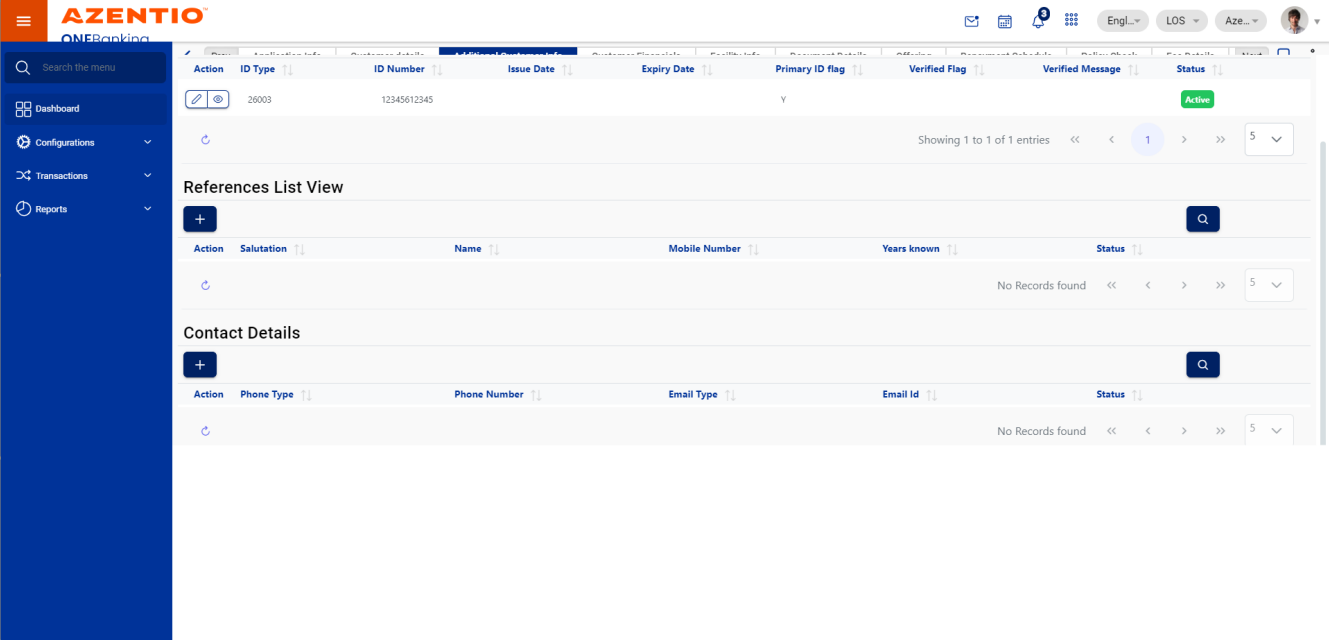 AZENTIO
ONEBanking
3
Engl...
LOS
Aze...
Search the menu
Dashboard
Configurations
Transactions
Reports
Prev Application Info Customer details Additional Customer Info Customer Financials Facility Info Document Details Offering Repayment Schedule Policy Check Fee Details Next
Action ID Type ID Number Issue Date Expiry Date Primary ID flag Verified Flag Verified Message Status
26003 12345612345 Y Active
Showing 1 to 1 of 1 entries 1 5
References List View
Action Salutation Name Mobile Number Years known Status
No Records found 5
Contact Details
Action Phone Type Phone Number Email Type Email Id Status
No Records found 5